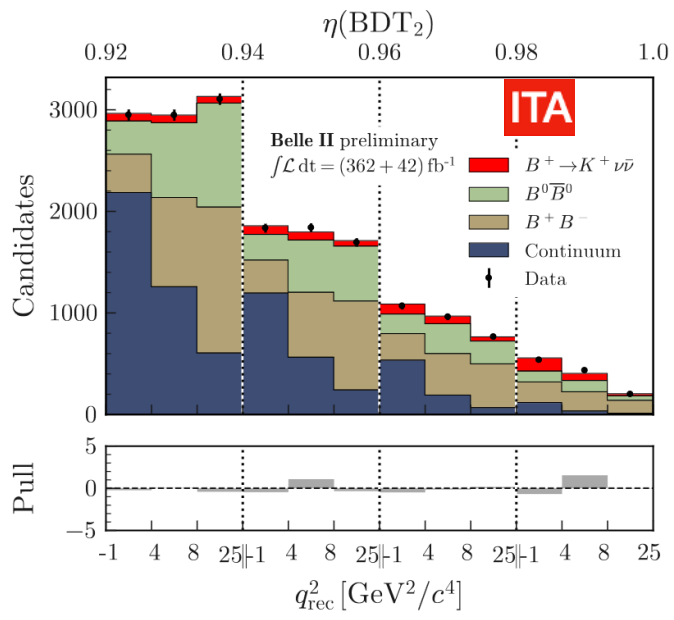 η(BDT₂)
0.92 0.94 0.96 0.98 1.0
ITA
Belle II preliminary
∫ℒ dt = (362 + 42) fb⁻¹
B⁺→K⁺νν̄
B⁰B̅⁰
B⁺B⁻
Continuum
Data
Candidates
3000
2000
1000
0
Pull
5
0
−5
-1 4 8 25||-1 4 8 25||-1 4 8 25||-1 4 8 25
q²rec [GeV²/c⁴]